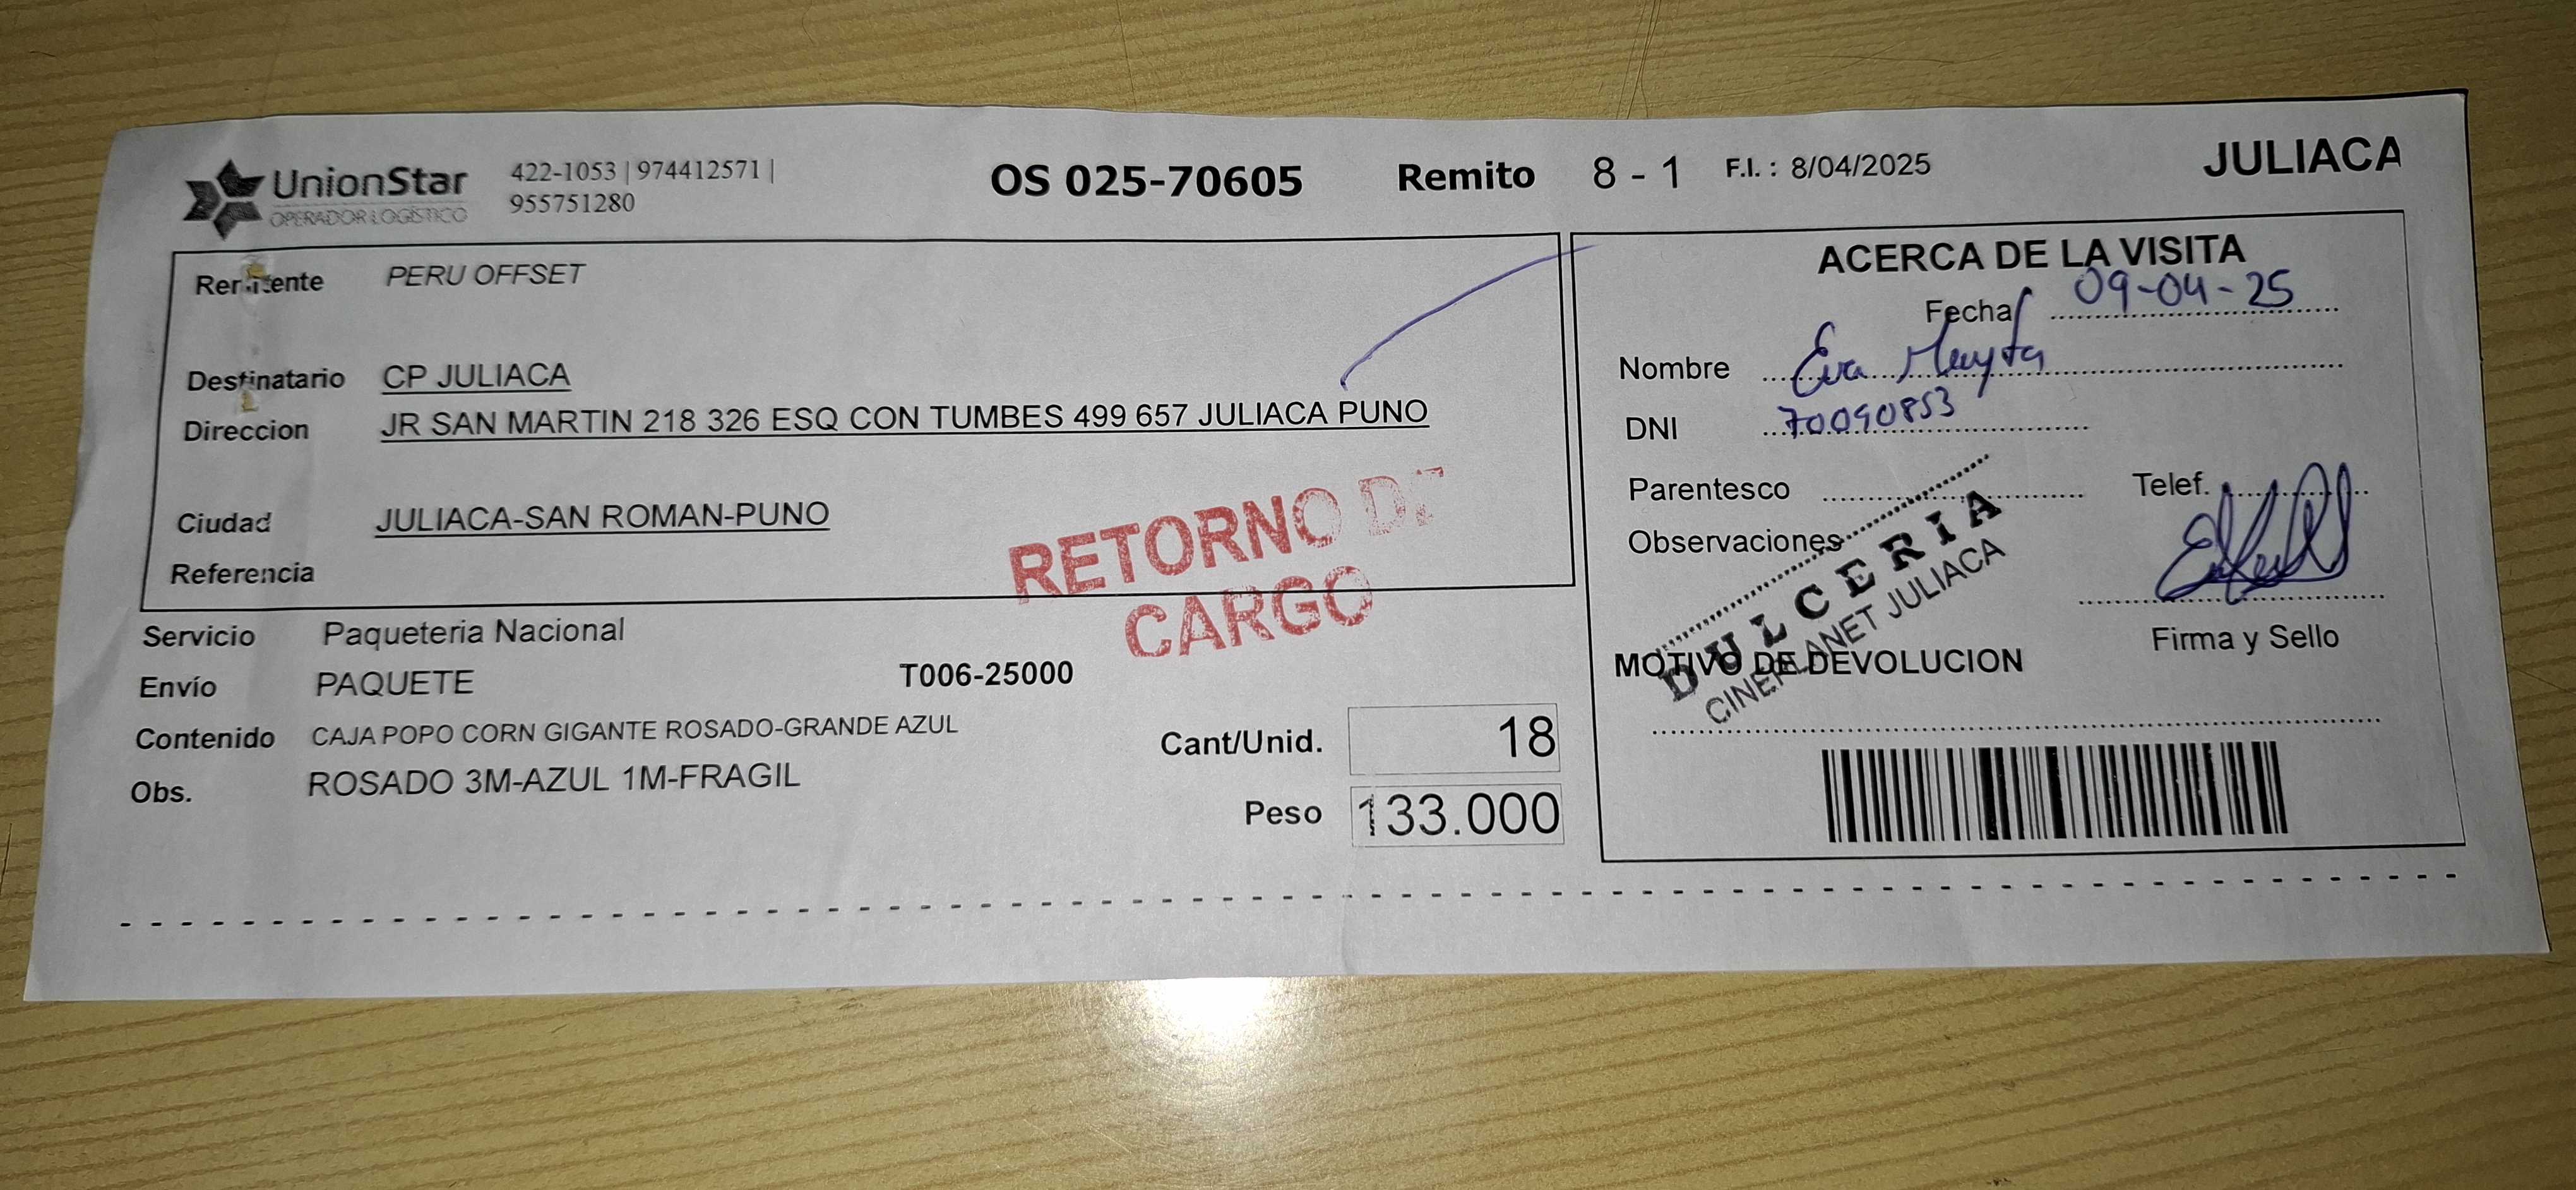 UnionStar
OPERADOR LOGÍSTICO
422-1053 | 974412571 |
955751280
OS 025-70605 Remito 8 - 1 F.I. : 8/04/2025 JULIACA
Remitente PERU OFFSET
Destinatario CP JULIACA
Direccion JR SAN MARTIN 218 326 ESQ CON TUMBES 499 657 JULIACA PUNO
Ciudad JULIACA-SAN ROMAN-PUNO
Referencia
RETORNO DE
CARGO
Servicio Paqueteria Nacional
Envío PAQUETE T006-25000
Contenido CAJA POPO CORN GIGANTE ROSADO-GRANDE AZUL
Obs. ROSADO 3M-AZUL 1M-FRAGIL
Cant/Unid. 18
Peso 133.000
ACERCA DE LA VISITA
Fecha 09-04-25
Nombre Eva
DNI 70090853
Parentesco Telef.
Observaciones
DULCERIA
CINEPLANET JULIACA
Firma y Sello
MOTIVO DE DEVOLUCION